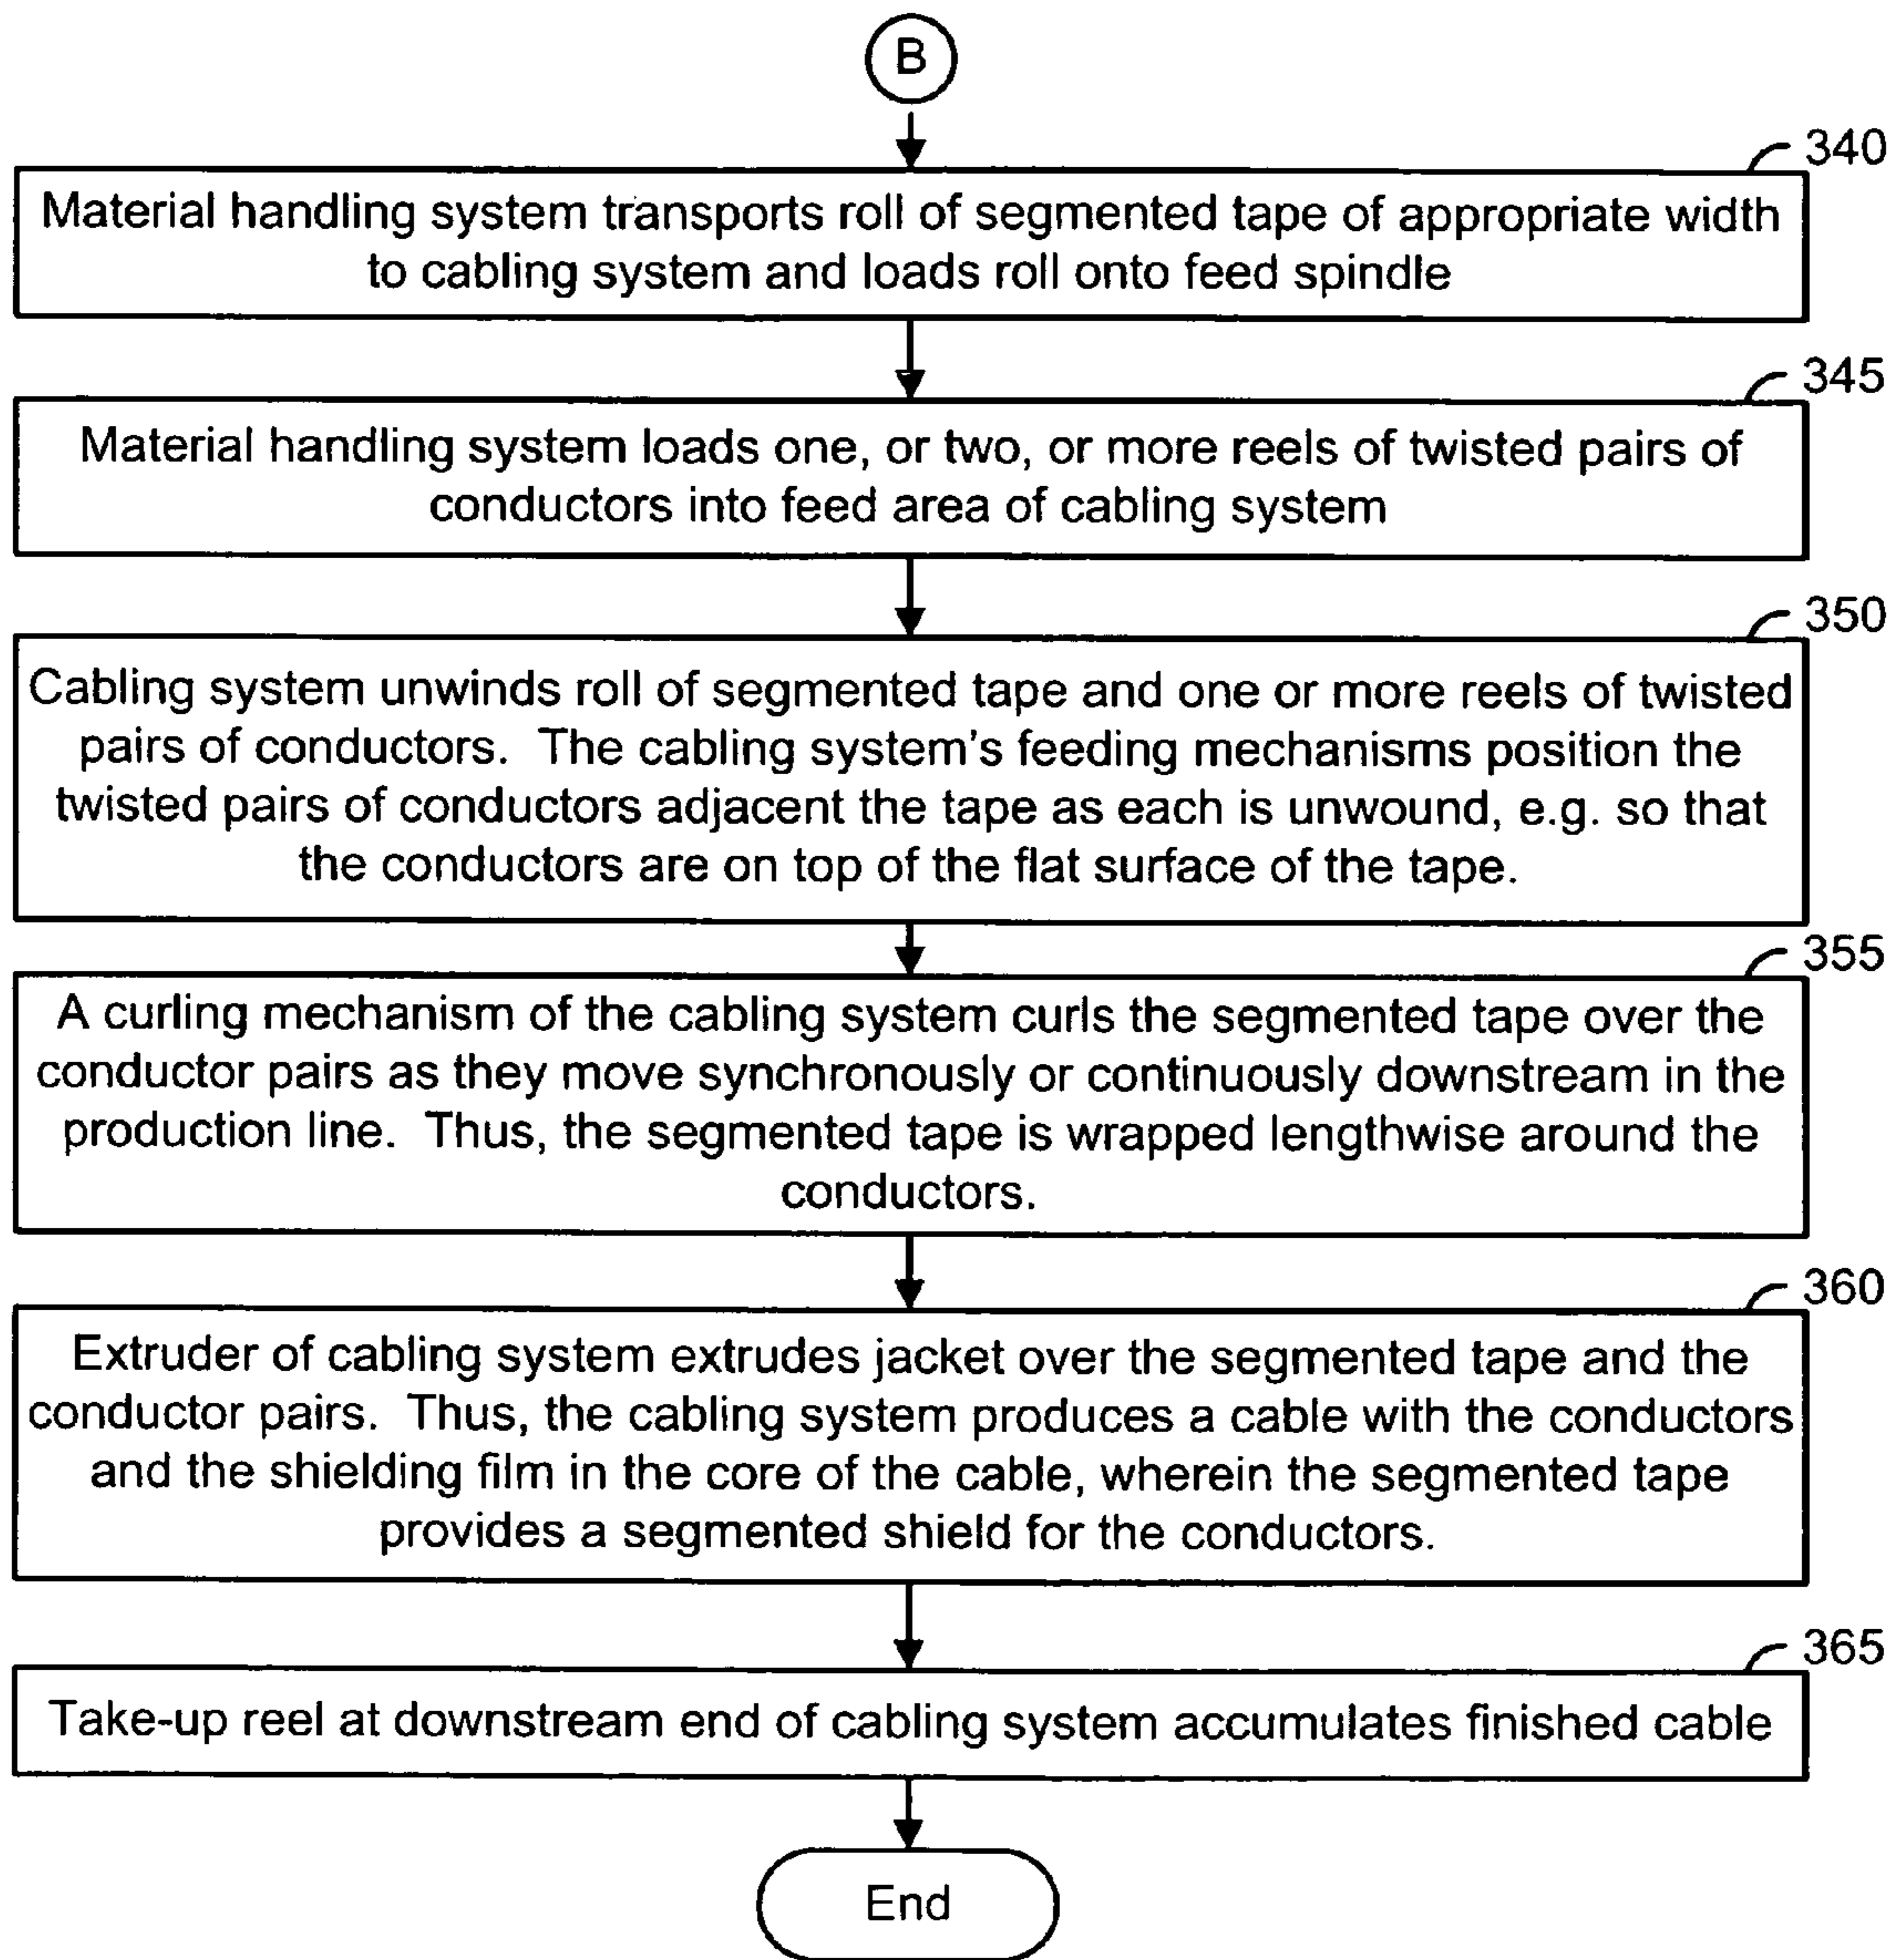 B
340
Material handling system transports roll of segmented tape of appropriate width
to cabling system and loads roll onto feed spindle
345
Material handling system loads one, or two, or more reels of twisted pairs of
conductors into feed area of cabling system
350
Cabling system unwinds roll of segmented tape and one or more reels of twisted
pairs of conductors.  The cabling system's feeding mechanisms position the
twisted pairs of conductors adjacent the tape as each is unwound, e.g. so that
the conductors are on top of the flat surface of the tape.
355
A curling mechanism of the cabling system curls the segmented tape over the
conductor pairs as they move synchronously or continuously downstream in the
production line.  Thus, the segmented tape is wrapped lengthwise around the
conductors.
360
Extruder of cabling system extrudes jacket over the segmented tape and the
conductor pairs.  Thus, the cabling system produces a cable with the conductors
and the shielding film in the core of the cable, wherein the segmented tape
provides a segmented shield for the conductors.
365
Take-up reel at downstream end of cabling system accumulates finished cable
End